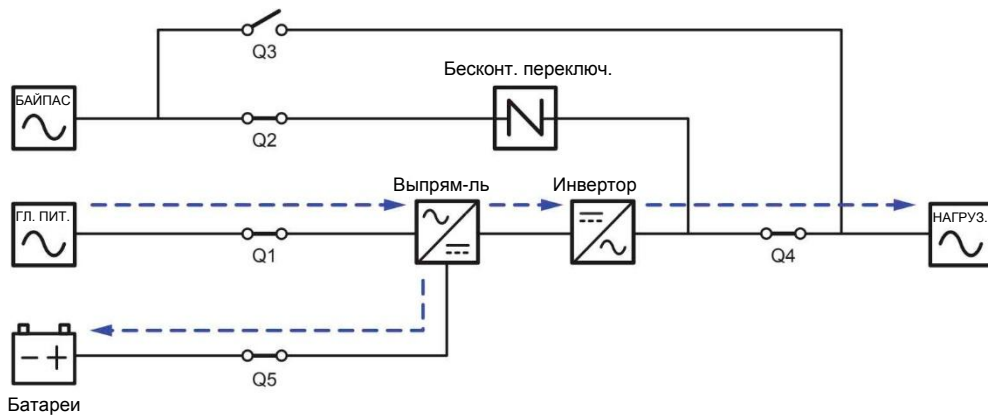 Q3
Бесконт. переключ.
БАЙПАС
Q2
Выпрям-ль
Инвертор
ГЛ. ПИТ.
НАГРУЗ.
Q1
Q4
Q5
Батареи